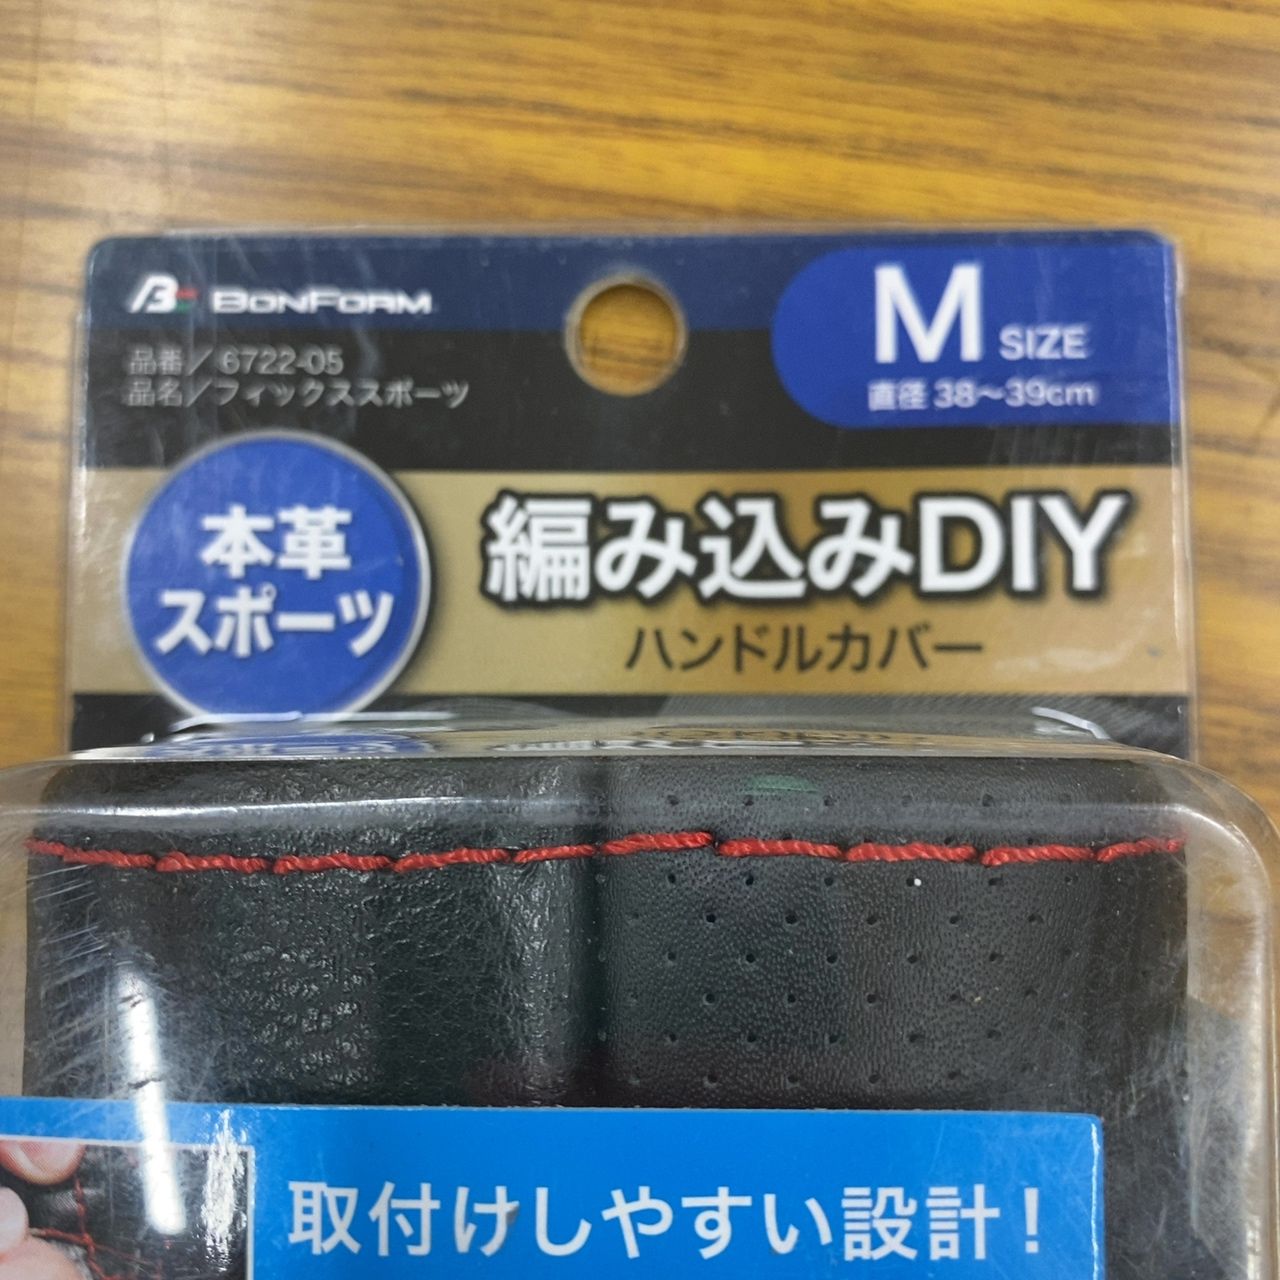 BONFORM
品番／6722-05
品名／フィックススポーツ
M SIZE
直径 38～39cm
本革
スポーツ
編み込みDIY
ハンドルカバー
取付けしやすい設計！